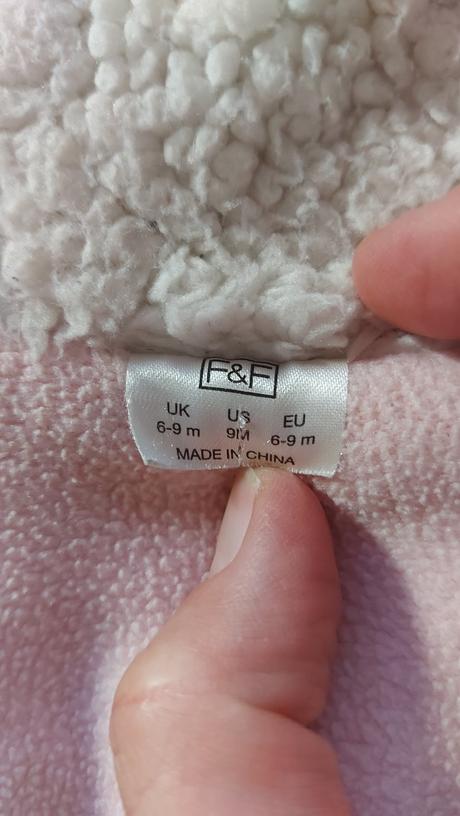 F&F
UK US EU
6-9 m 9M 6-9 m
MADE IN CHINA